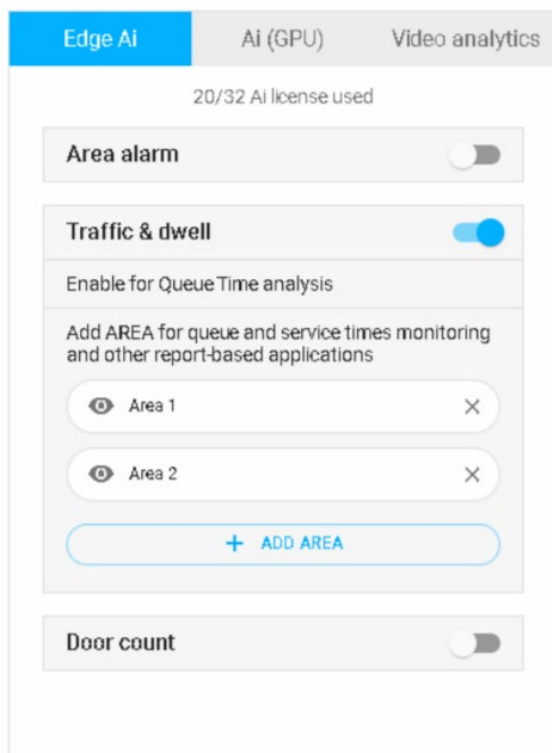 Edge Ai Ai (GPU) Video analytics
20/32 Ai license used
Area alarm
Traffic & dwell
Enable for Queue Time analysis
Add AREA for queue and service times monitoring
and other report-based applications
Area 1
Area 2
+ ADD AREA
Door count